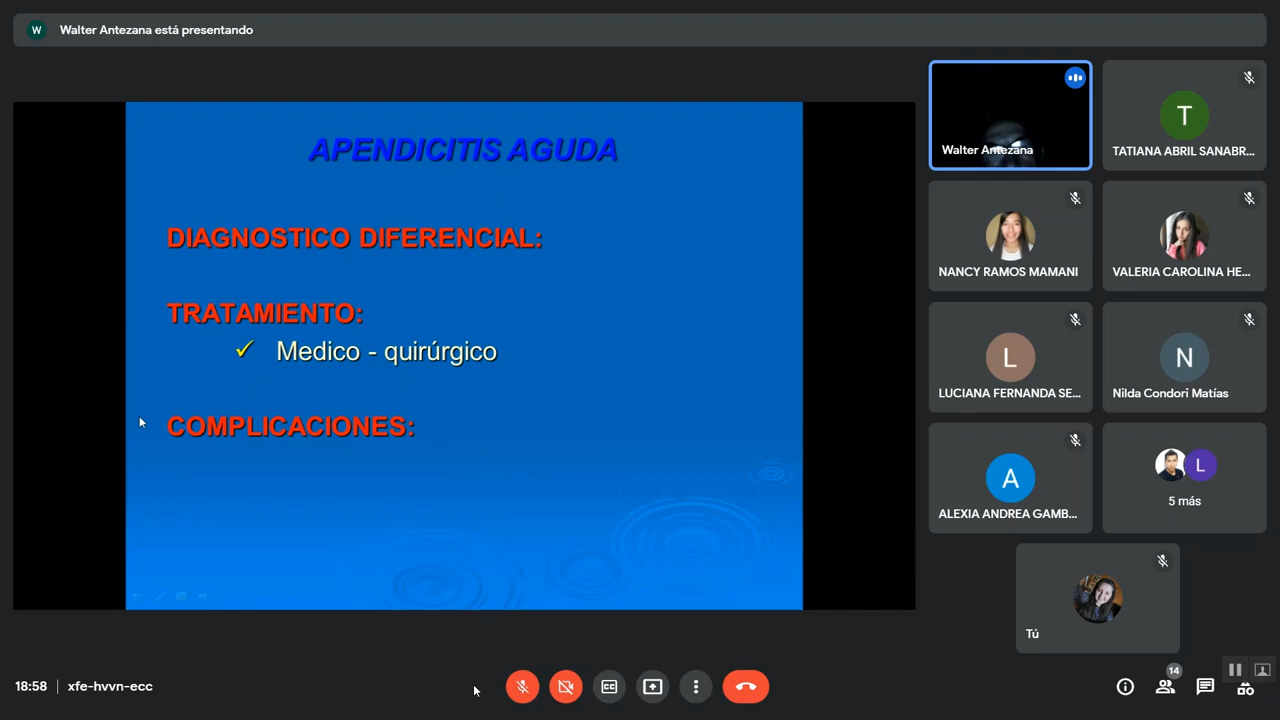 W Walter Antezana está presentando
APENDICITIS AGUDA
DIAGNOSTICO DIFERENCIAL:
TRATAMIENTO:
✓ Medico - quirúrgico
COMPLICACIONES:
Walter Antezana
T
TATIANA ABRIL SANABR...
NANCY RAMOS MAMANI
VALERIA CAROLINA HE...
L
LUCIANA FERNANDA SE...
N
Nilda Condori Matías
A
ALEXIA ANDREA GAMB...
L
5 más
Tú
18:58 | xfe-hvvn-ecc
CC
14